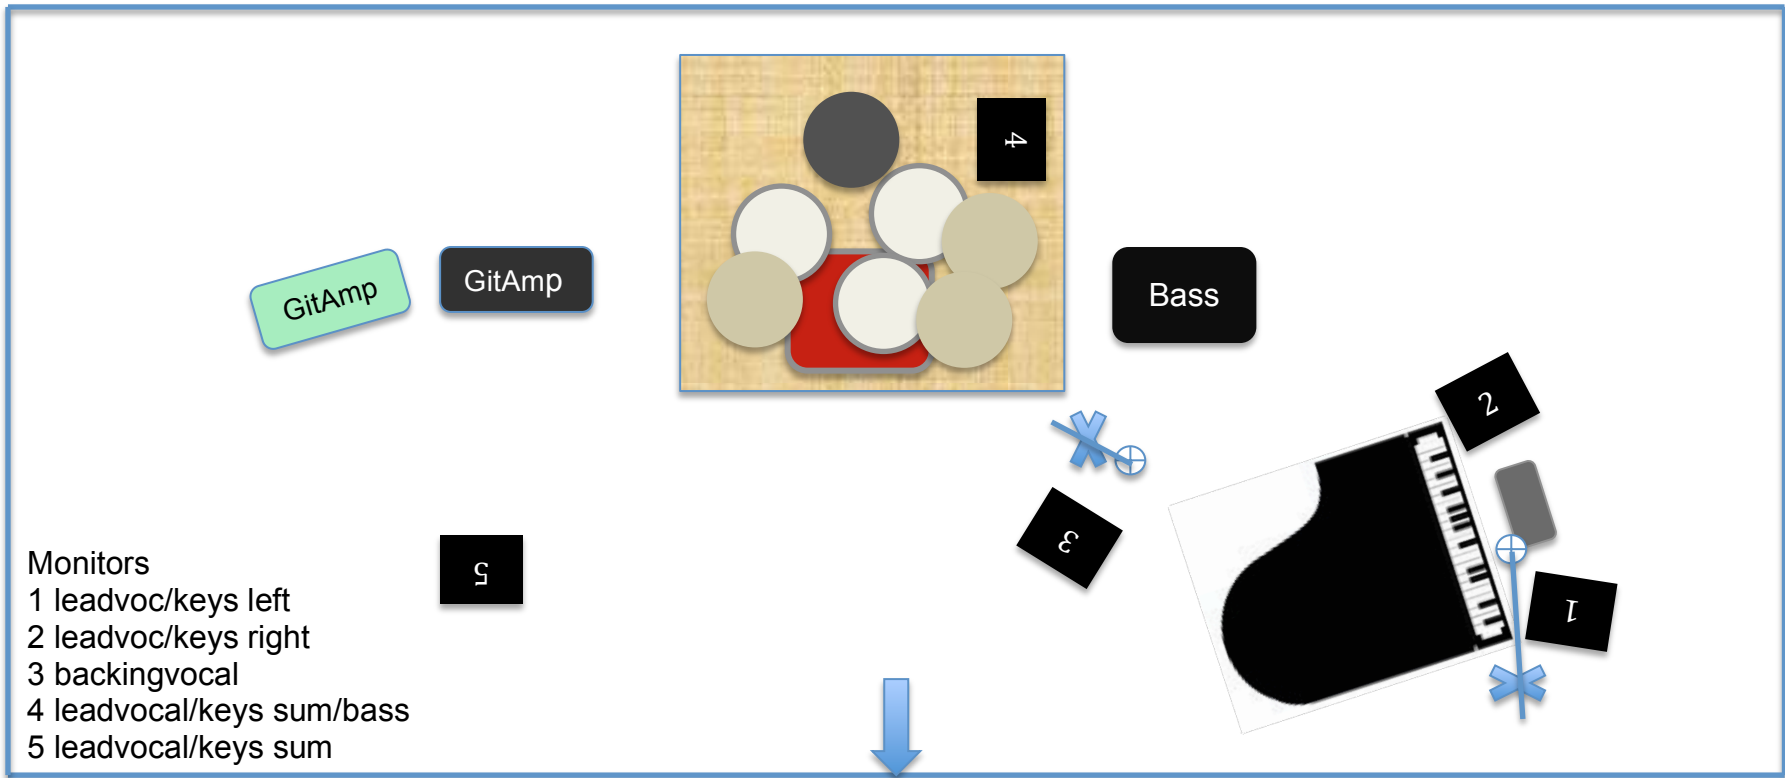 4
GitAmp
GitAmp
Bass
2
3
5
1
Monitors
1 leadvoc/keys left
2 leadvoc/keys right
3 backingvocal
4 leadvocal/keys sum/bass
5 leadvocal/keys sum